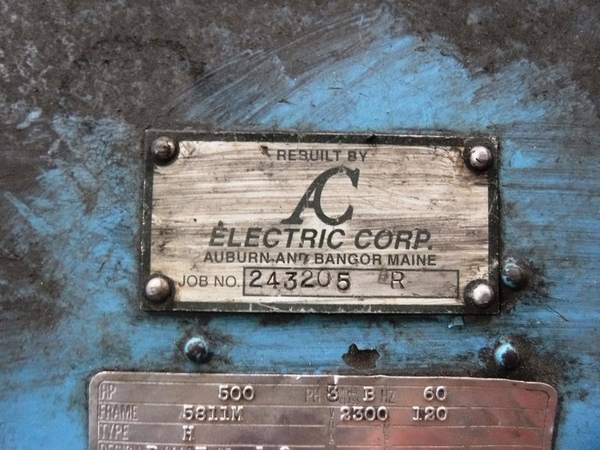 REBUILT BY
AC
ELECTRIC CORP.
AUBURN AND BANGOR MAINE
JOB NO. 243205 R
HP 500 PH 3 B HZ 60
FRAME 5811M V 2300 120
TYPE H